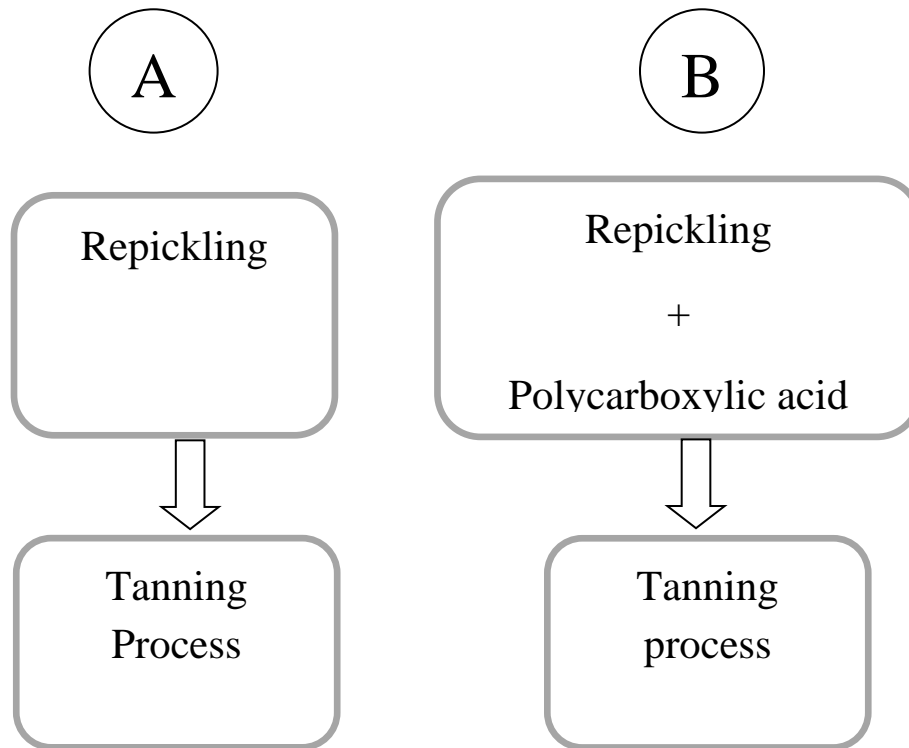 A
B
Repickling
Repickling
+
Polycarboxylic acid
Tanning
Process
Tanning
process